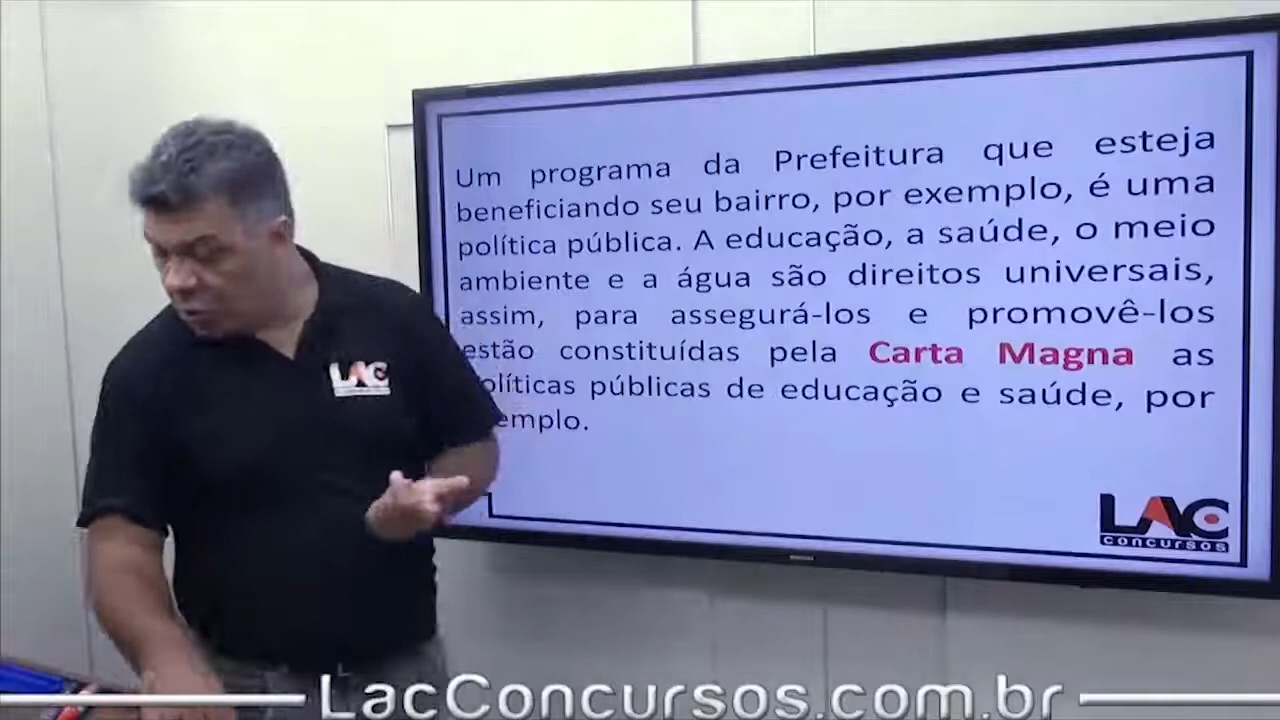 Um programa da Prefeitura que esteja
beneficiando seu bairro, por exemplo, é uma
política pública. A educação, a saúde, o meio
ambiente e a água são direitos universais,
assim, para assegurá-los e promovê-los
estão constituídas pela Carta Magna as
olíticas públicas de educação e saúde, por
emplo.
LAC
LAC
concursos
LacConcursos.com.br